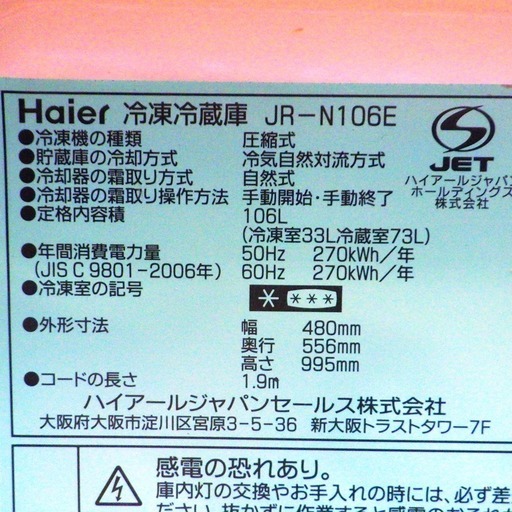 Haier 冷凍冷蔵庫 JR-N106E
●冷凍機の種類 圧縮式
●貯蔵庫の冷却方式 冷気自然対流方式
●冷却器の霜取り方式 自然式
●冷却器の霜取り操作方法 手動開始・手動終了
●定格内容積 106L
(冷凍室33L冷蔵室73L)
●年間消費電力量 50Hz 270kWh/年
(JIS C 9801-2006年) 60Hz 270kWh/年
●冷凍室の記号
JET
ハイアールジャパン
ホールディングス
株式会社
●外形寸法 幅 480mm
奥行 556mm
高さ 995mm
●コードの長さ 1.9m
ハイアールジャパンセールス株式会社
大阪府大阪市淀川区宮原3-5-36 新大阪トラストタワー7F
感電の恐れあり。
庫内灯の交換やお手入れの時には、必ず差